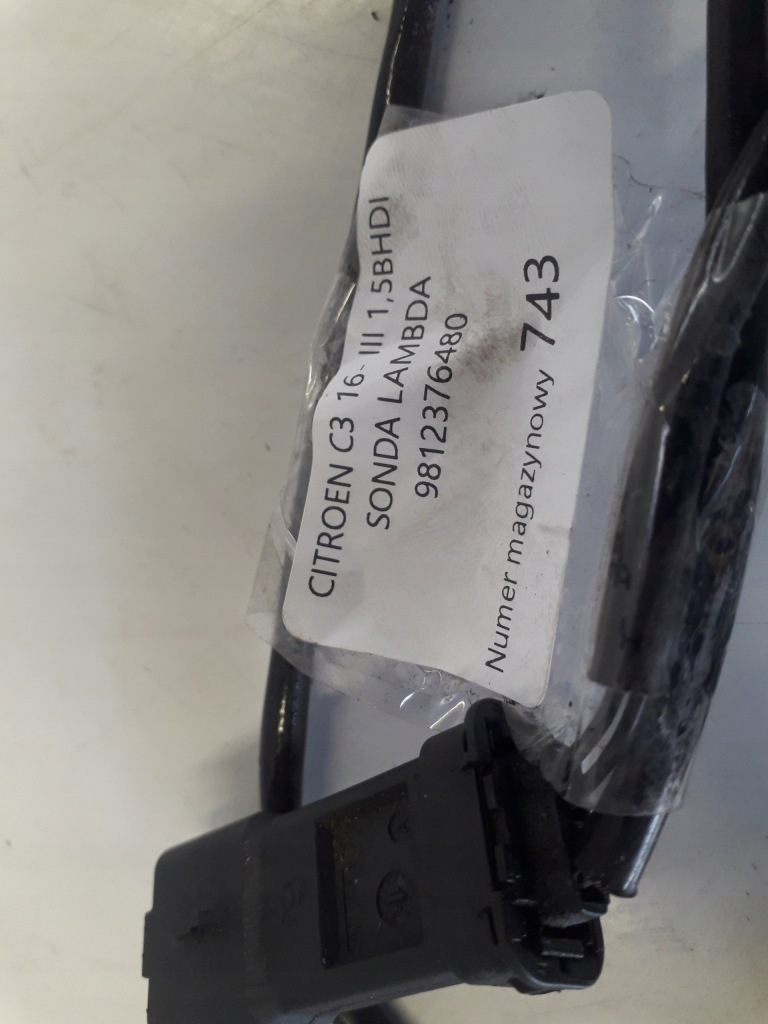 CITROEN C3 16- III 1,5BHDI
SONDA LAMBDA
9812376480
Numer magazynowy 743